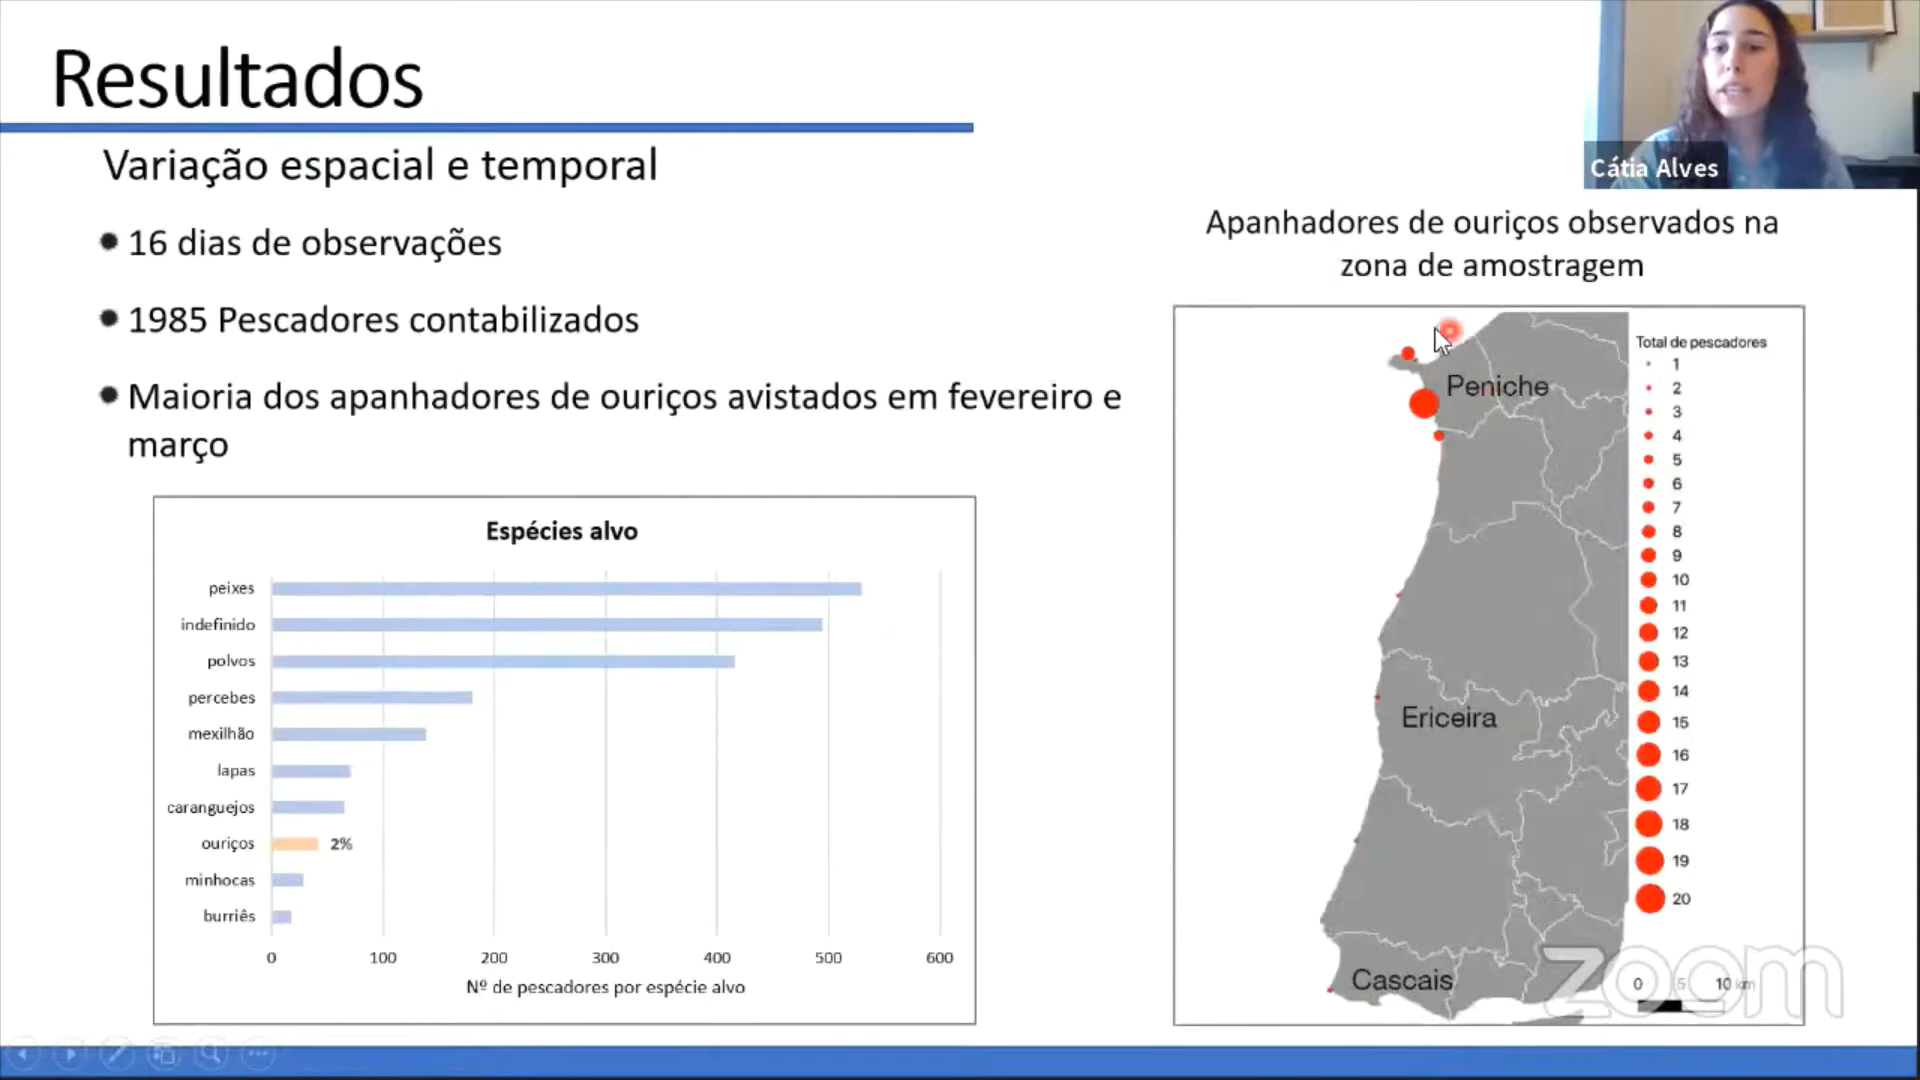 Resultados
Cátia Alves
Variação espacial e temporal
16 dias de observações
1985 Pescadores contabilizados
Maioria dos apanhadores de ouriços avistados em fevereiro e
março
Espécies alvo
peixes
indefinido
polvos
percebes
mexilhão
lapas
caranguejos
ouriços 2%
minhocas
burriês
0 100 200 300 400 500 600
Nº de pescadores por espécie alvo
Apanhadores de ouriços observados na
zona de amostragem
Peniche
Ericeira
Cascais
Total de pescadores
1
2
3
4
5
6
7
8
9
10
11
12
13
14
15
16
17
18
19
20
0 5 10 km
zoom